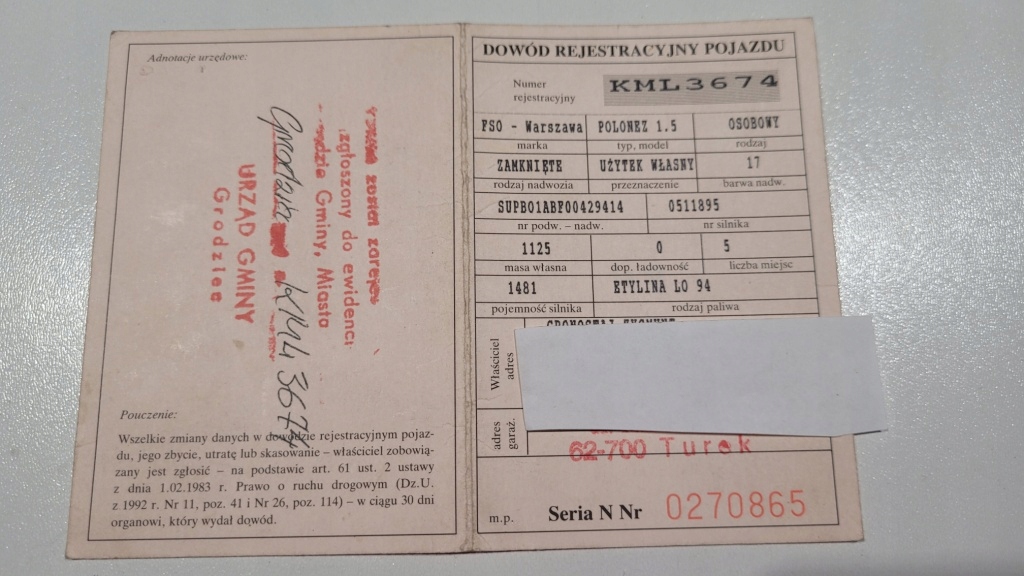 Adnotacje urzędowe:
zgłoszony do ewidencji
Gminy, Miasta
KML 3674
URZĄD GMINY
Grodziec
Pouczenie:
Wszelkie zmiany danych w dowodzie rejestracyjnym pojaz-
du, jego zbycie, utratę lub skasowanie – właściciel zobowią-
zany jest zgłosić – na podstawie art. 61 ust. 2 ustawy
z dnia 1.02.1983 r. Prawo o ruchu drogowym (Dz.U.
z 1992 r. Nr 11, poz. 41 i Nr 26, poz. 114) – w ciągu 30 dni
organowi, który wydał dowód.
DOWÓD REJESTRACYJNY POJAZDU
Numer
rejestracyjny
KML3674
FSO - Warszawa POLONEZ 1.5 OSOBOWY
marka typ, model rodzaj
ZAMKNIĘTE UŻYTEK WŁASNY 17
rodzaj nadwozia przeznaczenie barwa nadw.
SUPB01ABF00429414 0511895
nr podw. – nadw. nr silnika
1125 0 5
masa własna dop. ładowność liczba miejsc
1481 ETYLINA LO 94
pojemność silnika rodzaj paliwa
Właściciel
adres
adres
garaż.
62-700 Turek
m.p. Seria N Nr 0270865